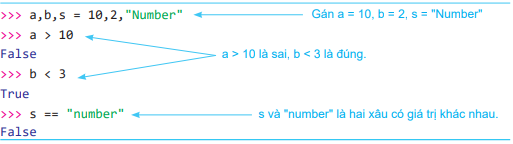 >>> a,b,s = 10,2,"Number" Gán a = 10, b = 2, s = "Number"
>>> a > 10
False a > 10 là sai, b < 3 là đúng.
>>> b < 3
True
>>> s == "number" s và "number" là hai xâu có giá trị khác nhau.
False